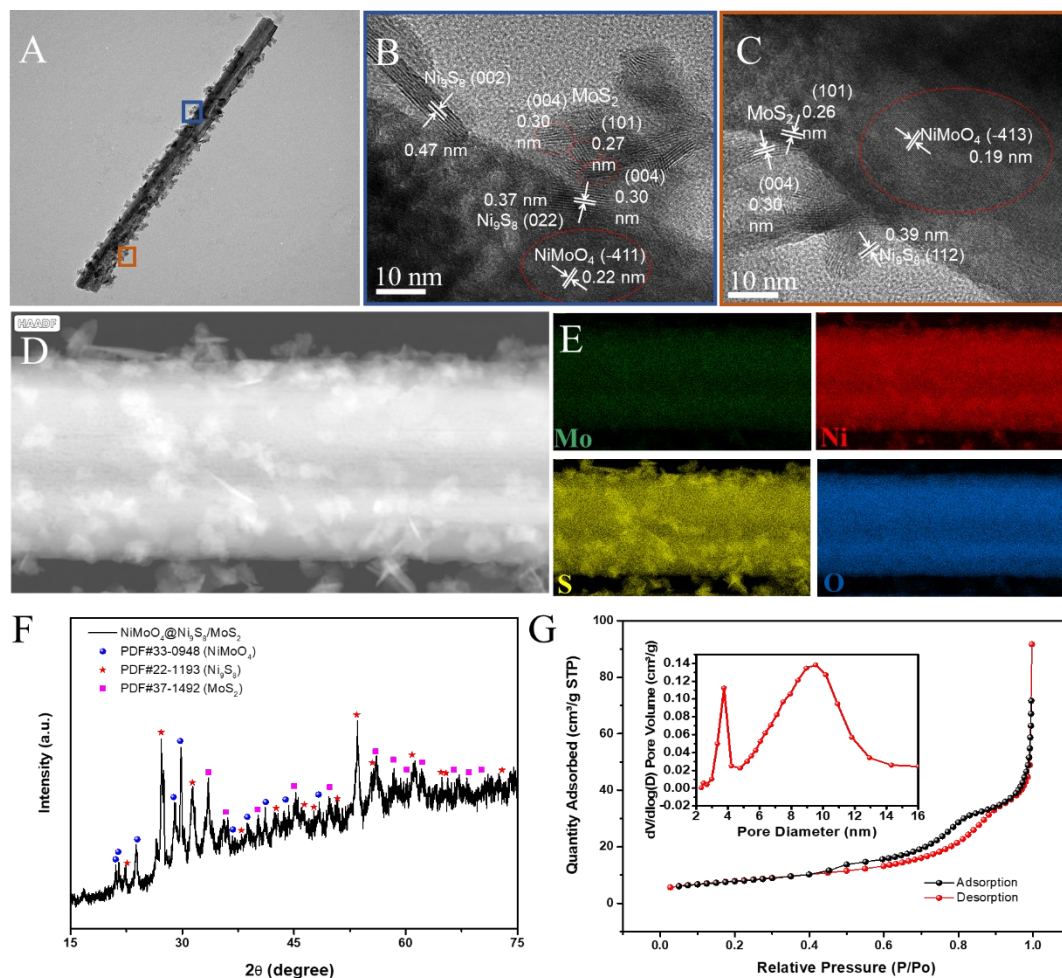 A
B
Ni₉S₈ (002)
0.47 nm
(004)
0.30
nm
MoS₂
(101)
0.27
nm
(004)
0.30
nm
0.37 nm
Ni₉S₈ (022)
NiMoO₄ (-411)
0.22 nm
10 nm
C
(101)
0.26
nm
MoS₂
(004)
0.30
nm
NiMoO₄ (-413)
0.19 nm
0.39 nm
Ni₉S₈ (112)
10 nm
HAADF
D
E
Mo
Ni
S
O
F
NiMoO₄@Ni₉S₈/MoS₂
PDF#33-0948 (NiMoO₄)
PDF#22-1193 (Ni₉S₈)
PDF#37-1492 (MoS₂)
Intensity (a.u.)
15 30 45 60 75
2θ (degree)
G
Quantity Adsorbed (cm³/g STP)
100
80
60
40
20
0
dV/dlog(D) Pore Volume (cm³/g)
0.14
0.12
0.10
0.08
0.06
0.04
0.02
0.00
2 4 6 8 10 12 14 16
Pore Diameter (nm)
Adsorption
Desorption
0.0 0.2 0.4 0.6 0.8 1.0
Relative Pressure (P/Po)